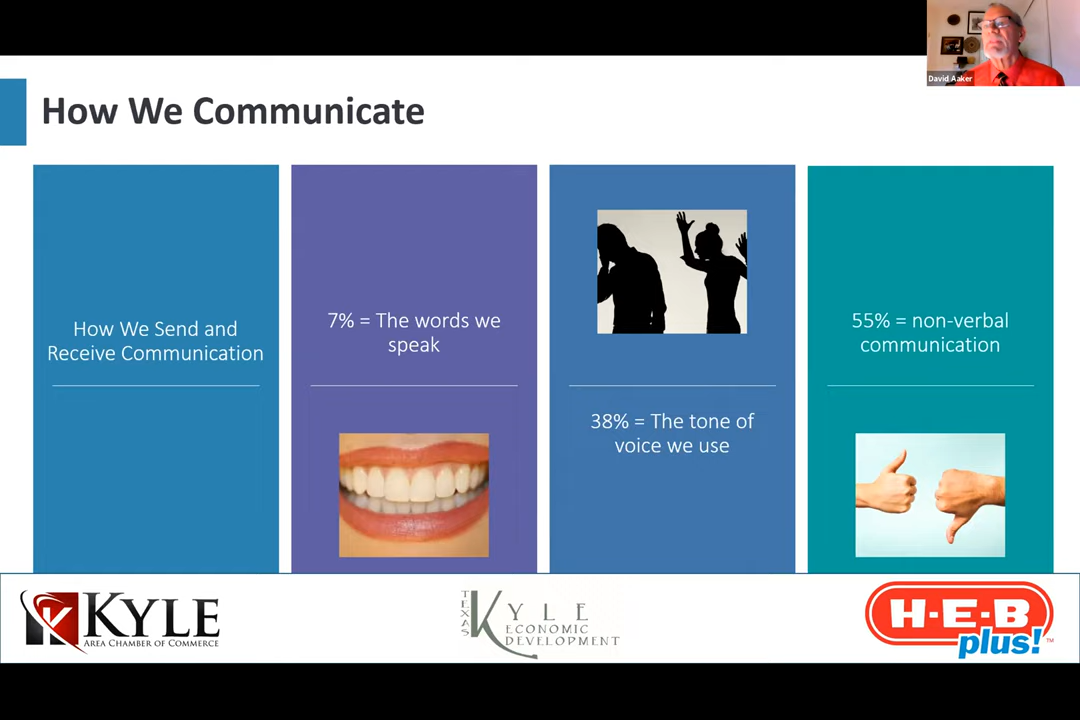 David Aaker
How We Communicate
How We Send and
Receive Communication
7% = The words we
speak
38% = The tone of
voice we use
55% = non-verbal
communication
KYLE
AREA CHAMBER OF COMMERCE
TEXAS
KYLE
ECONOMIC
DEVELOPMENT
H-E-B
plus!™